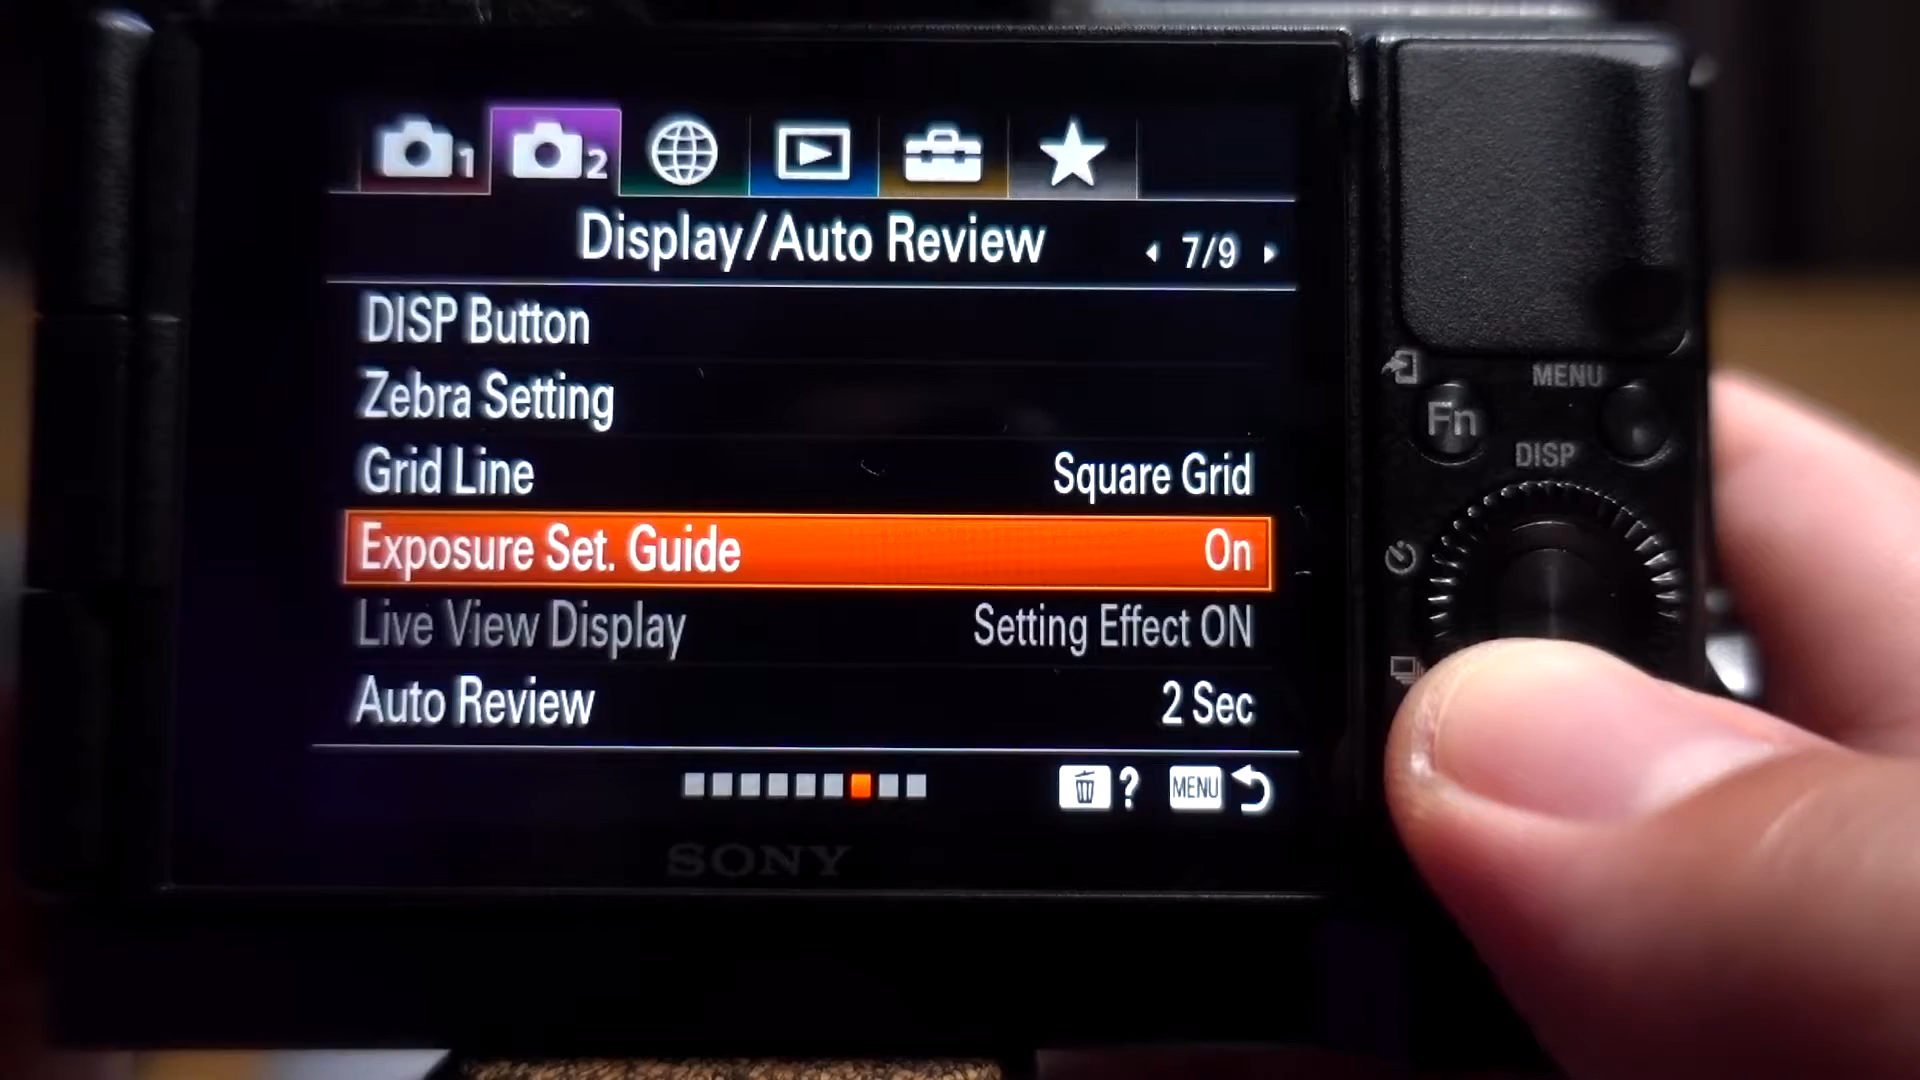 1
2
Display/Auto Review 7/9
DISP Button
Zebra Setting
Grid Line Square Grid
Exposure Set. Guide On
Live View Display Setting Effect ON
Auto Review 2 Sec
? MENU
SONY
MENU
Fn
DISP